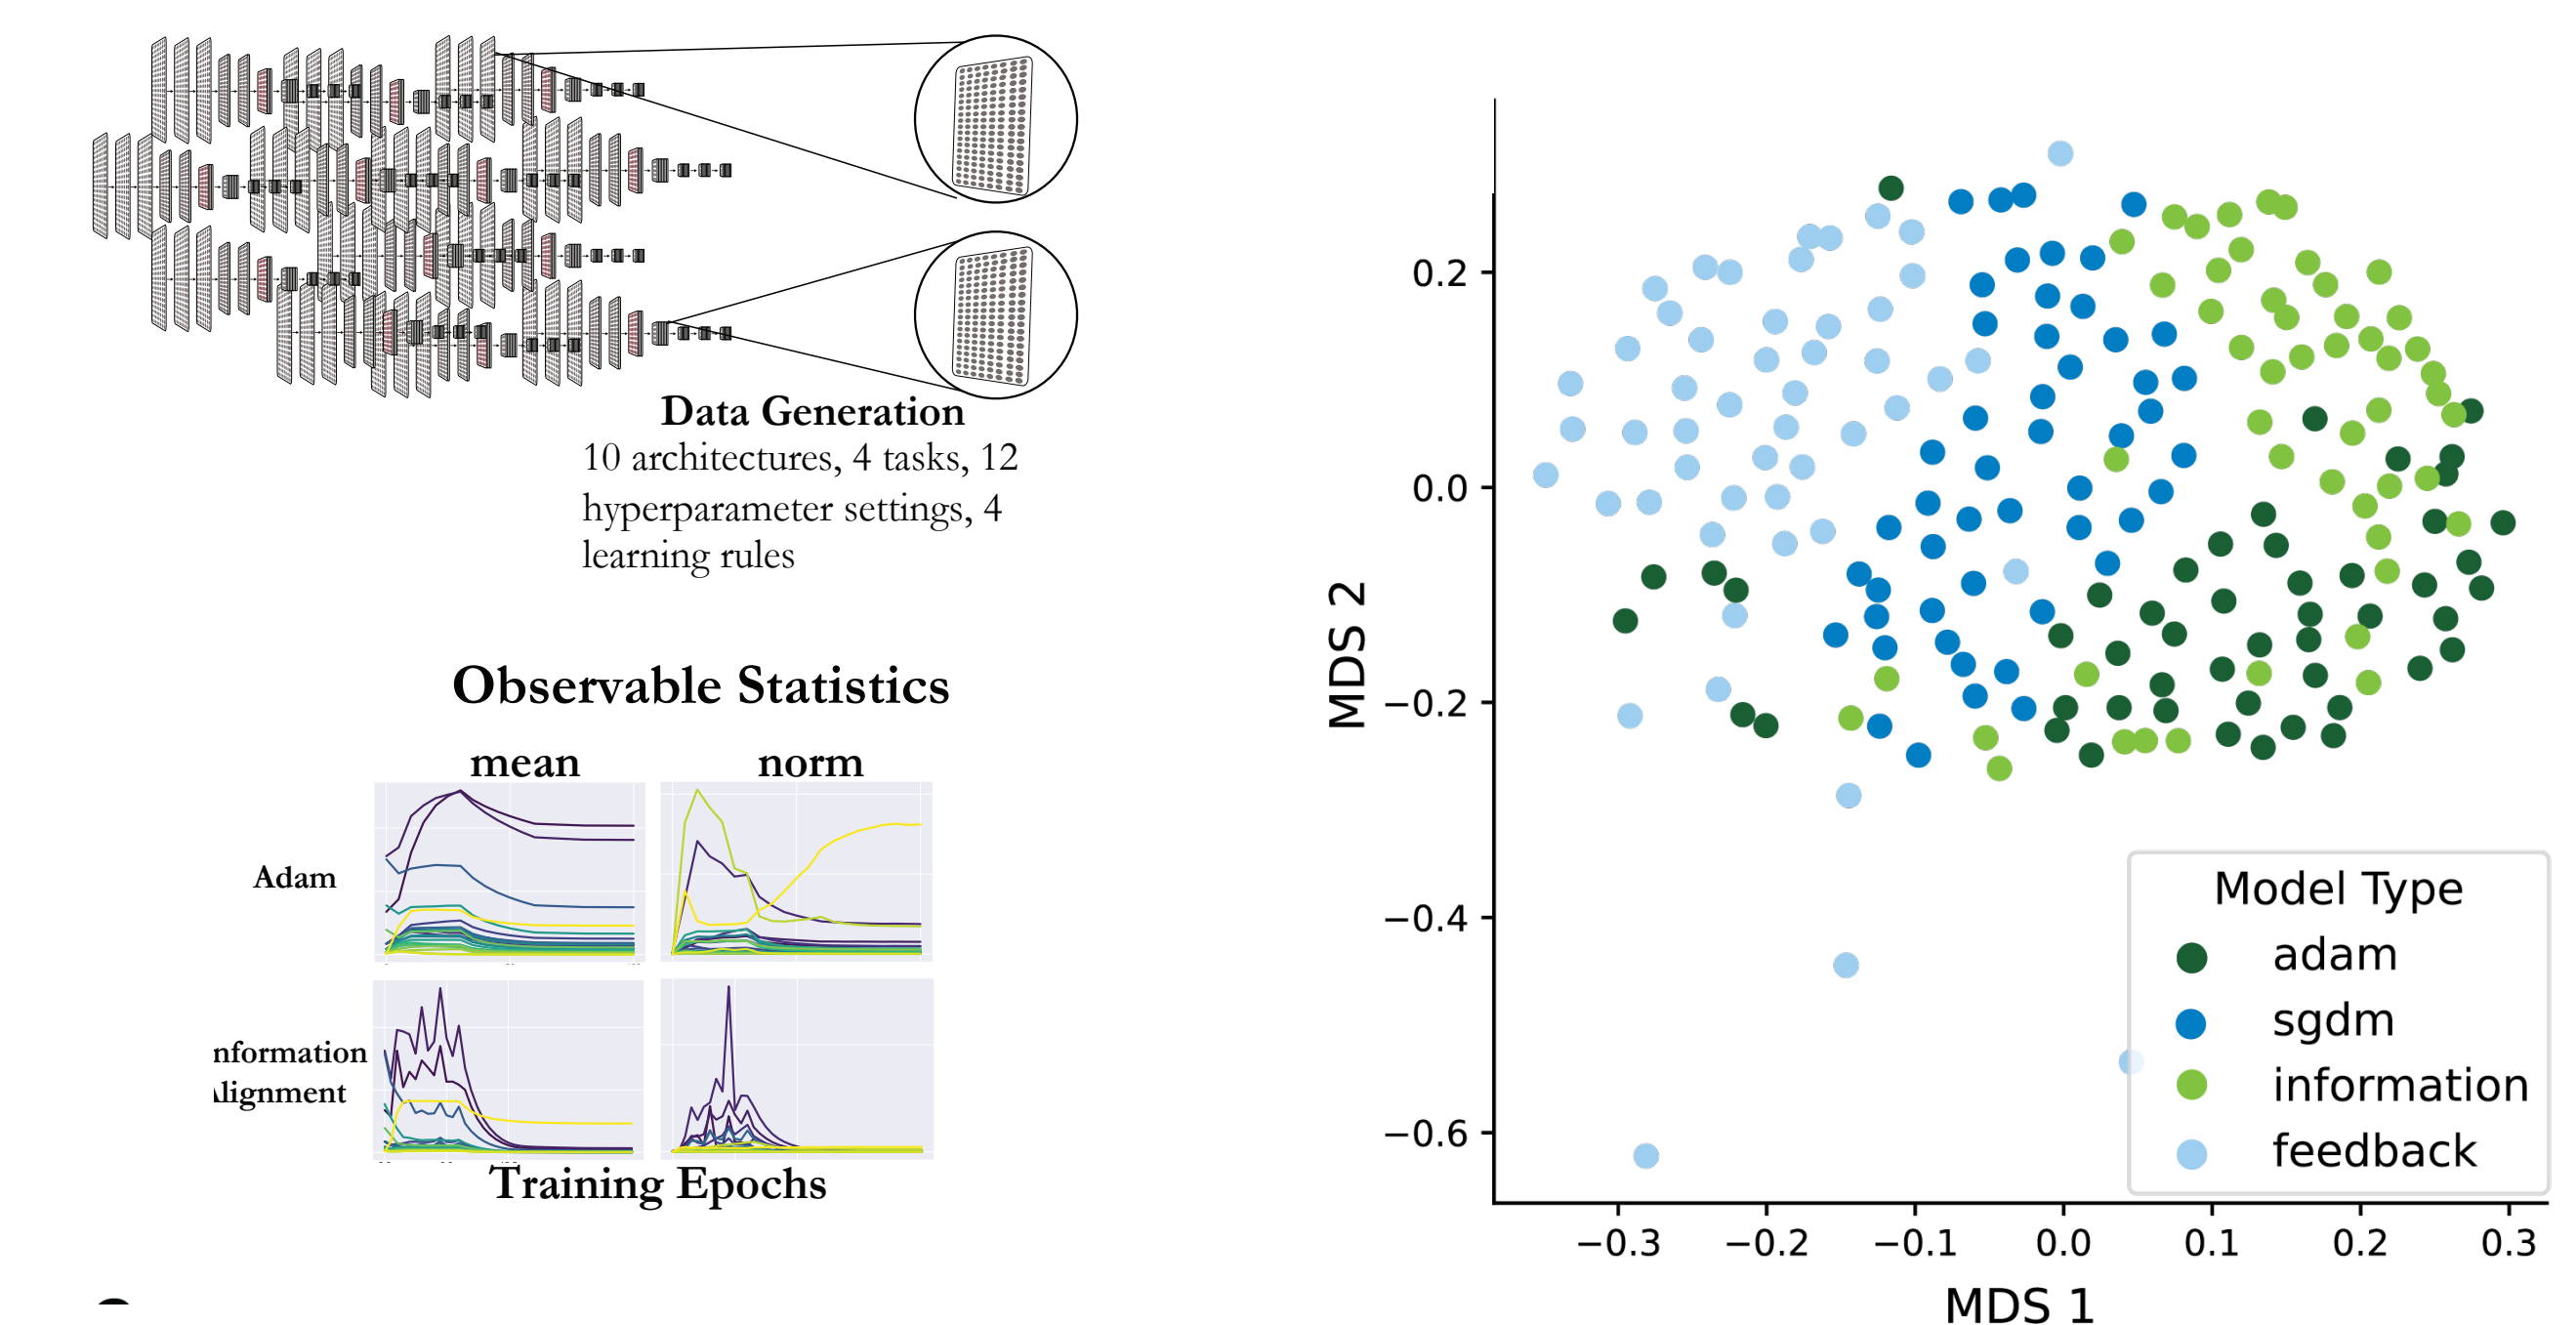 Data Generation
10 architectures, 4 tasks, 12
hyperparameter settings, 4
learning rules
Observable Statistics
mean
norm
Adam
nformation
lignment
Training Epochs
MDS 2
0.2
0.0
−0.2
−0.4
−0.6
−0.3
−0.2
−0.1
0.0
0.1
0.2
0.3
MDS 1
Model Type
adam
sgdm
information
feedback